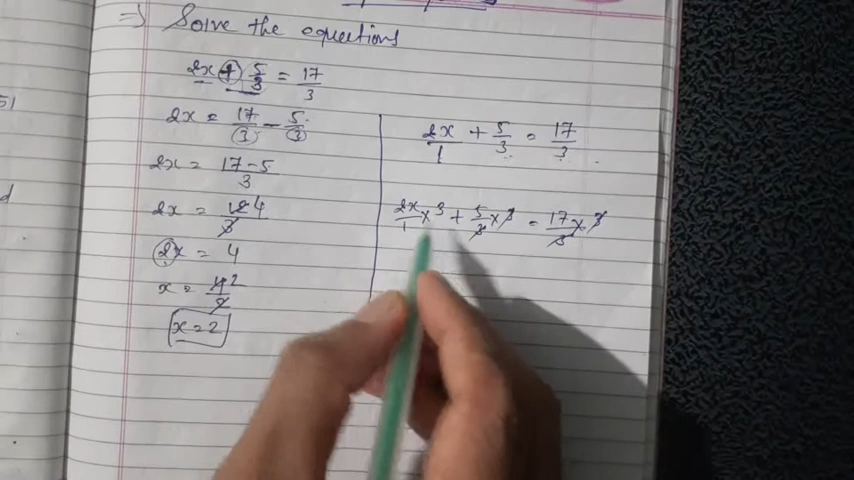 => Solve the equations
2x + 5/3 = 17/3
2x = 17/3 - 5/3
2x = 17-5/3
2x = 12 4/3
2x = 4
x = 4 2/2
x = 2
2x/1 + 5/3 = 17/3
2x/1 x 3 + 5/3 x 3 = 17/3 x 3
51
d